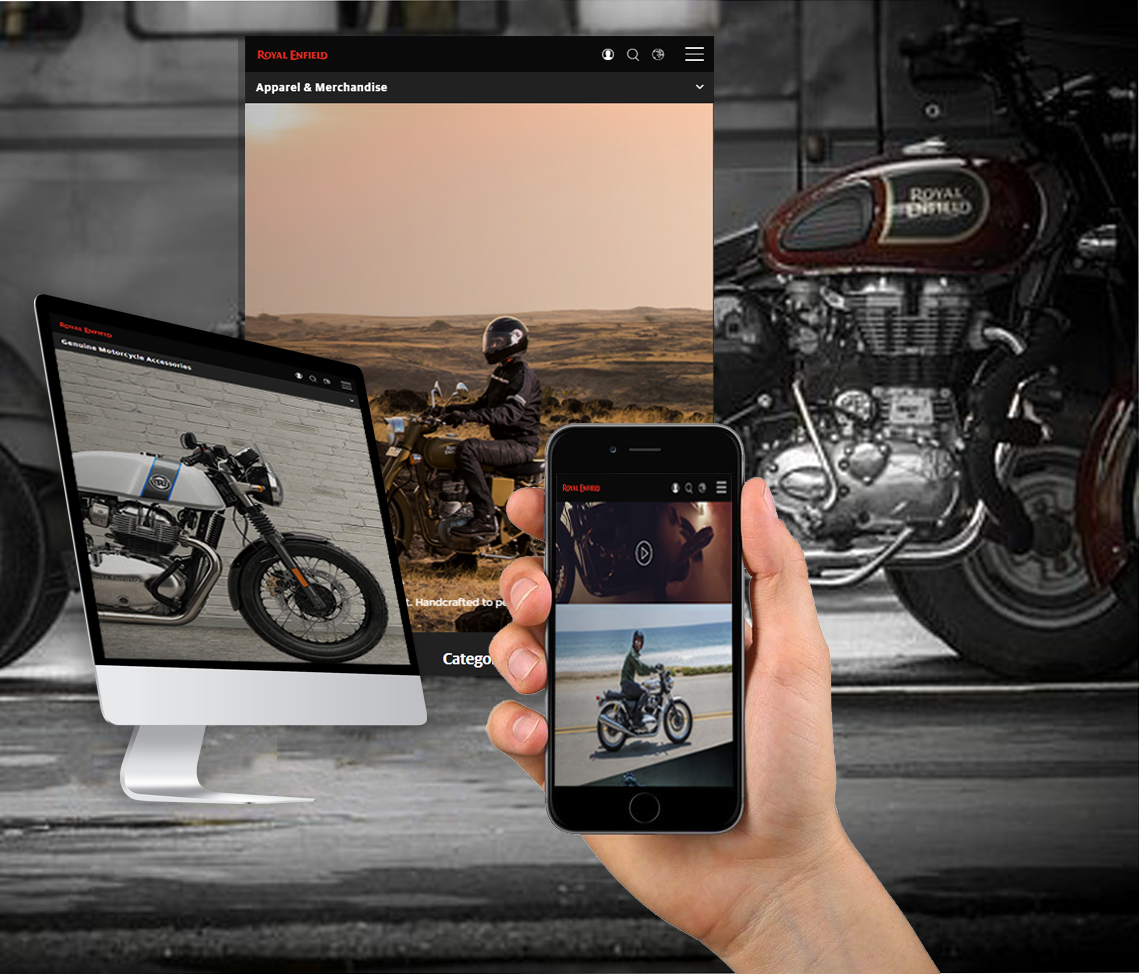 ROYAL ENFIELD
Apparel & Merchandise
ROYAL
ENFIELD
ROYAL ENFIELD
Genuine Motorcycle Accessories
ROYAL ENFIELD
t. Handcrafted to pe
Catego